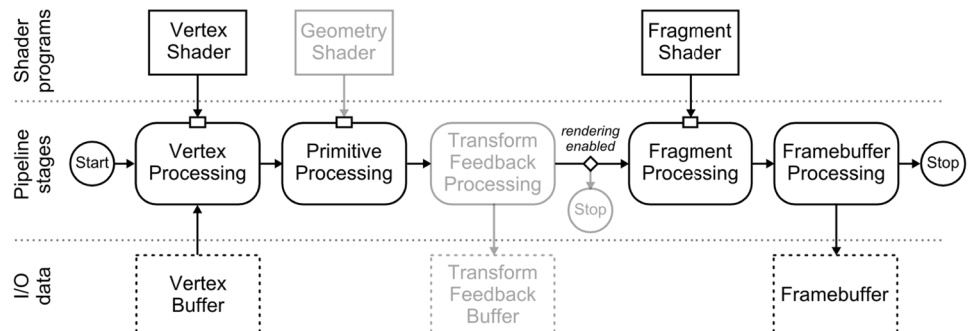 Shader
programs
Vertex
Shader
Geometry
Shader
Fragment
Shader
Pipeline
stages
Start
Vertex
Processing
Primitive
Processing
Transform
Feedback
Processing
rendering
enabled
Stop
Fragment
Processing
Framebuffer
Processing
Stop
I/O
data
Vertex
Buffer
Transform
Feedback
Buffer
Framebuffer